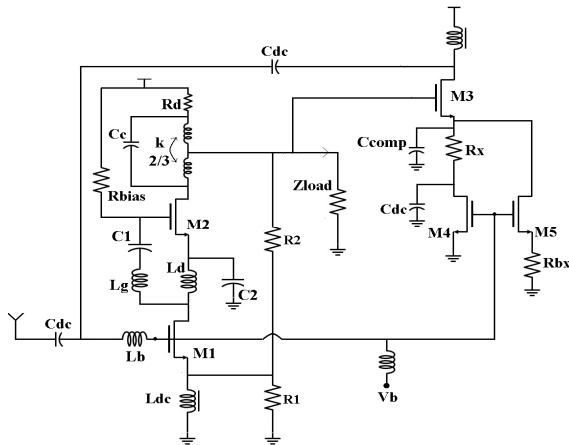 Cdc
Rd
M3
Cc
k
2/3
Ccomp
Rx
Rbias
Zload
Cdc
M2
M4
M5
C1
R2
Ld
Rbx
Lg
C2
Cdc
Lb
M1
Ldc
R1
Vb